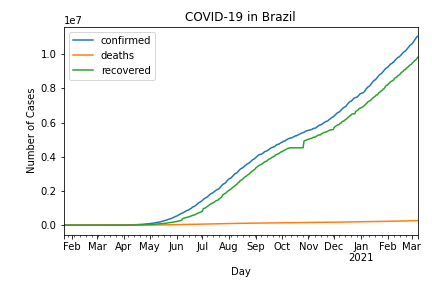 COVID-19 in Brazil
1e7
confirmed
deaths
recovered
1.0
0.8
0.6
0.4
0.2
0.0
Number of Cases
Feb Mar Apr May Jun Jul Aug Sep Oct Nov Dec Jan Feb Mar
2021
Day